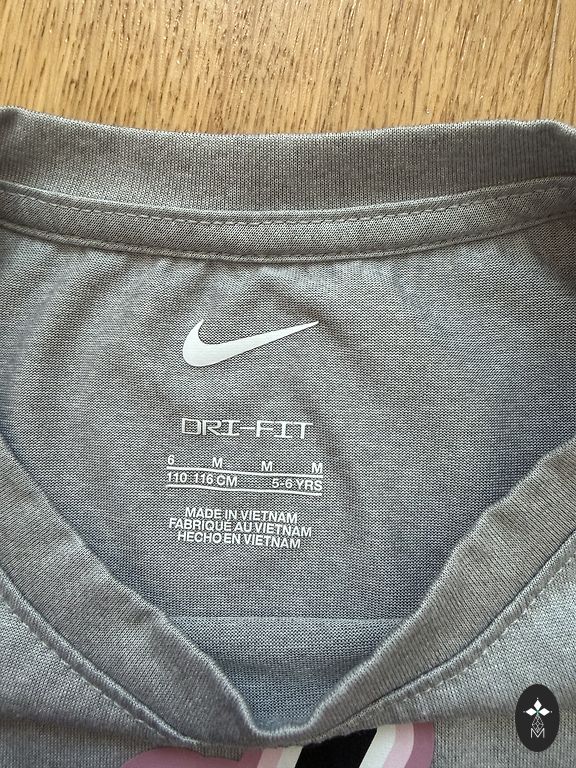 DRI-FIT
6 M M M
110 116 CM 5-6 YRS
MADE IN VIETNAM
FABRIQUÉ AU VIETNAM
HECHO EN VIETNAM
M